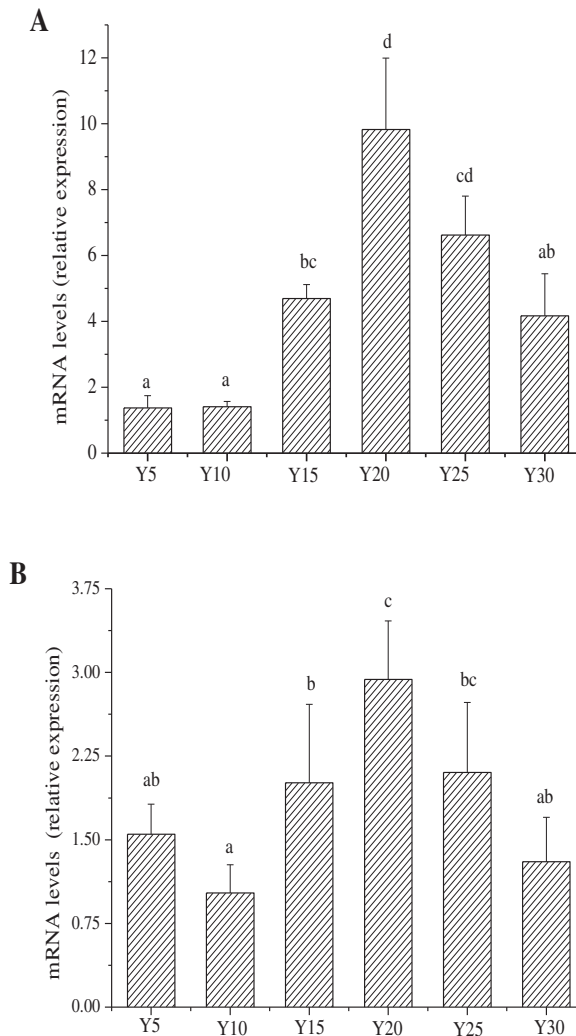 A
mRNA levels (relative expression)
12
10
8
6
4
2
0
a
a
bc
d
cd
ab
Y5 Y10 Y15 Y20 Y25 Y30
B
mRNA levels (relative expression)
3.75
3.00
2.25
1.50
0.75
0.00
ab
a
b
c
bc
ab
Y5 Y10 Y15 Y20 Y25 Y30